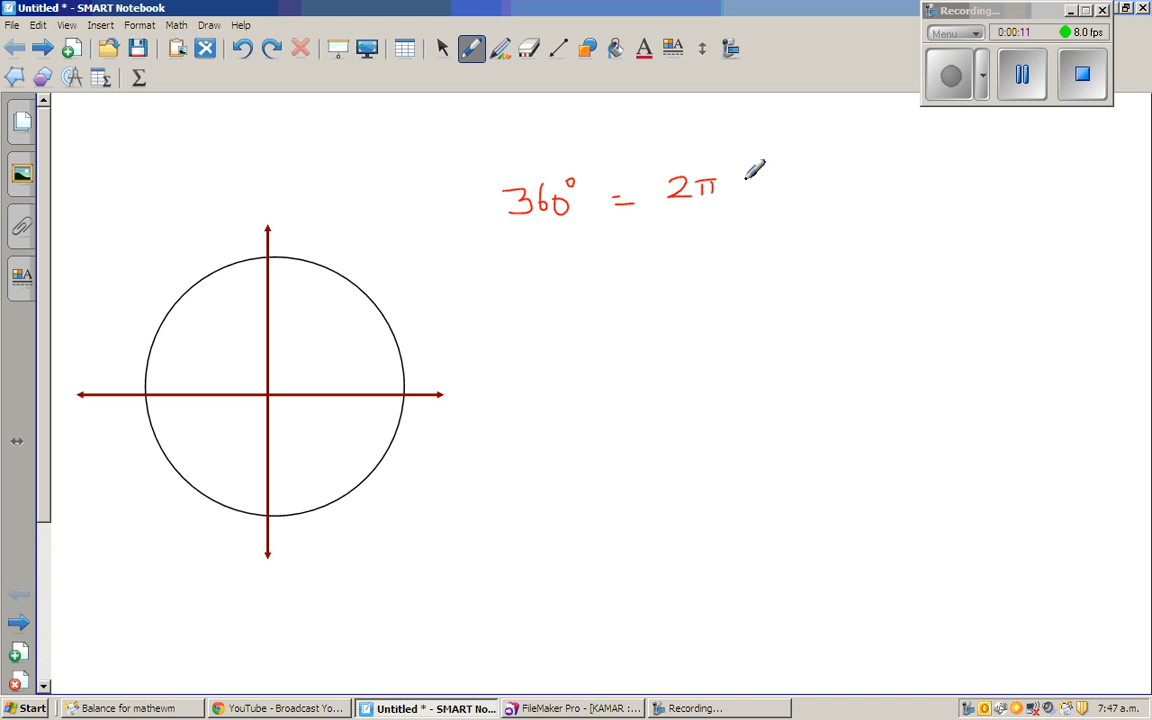 Untitled * - SMART Notebook
Recording...
File Edit View Insert Format Math Draw Help
Menu
0:00:11
8.0 fps
360° = 2π
Start
Balance for mathewm
YouTube - Broadcast Yo...
Untitled * - SMART No...
FileMaker Pro - [KAMAR :...
Recording...
7:47 a.m.